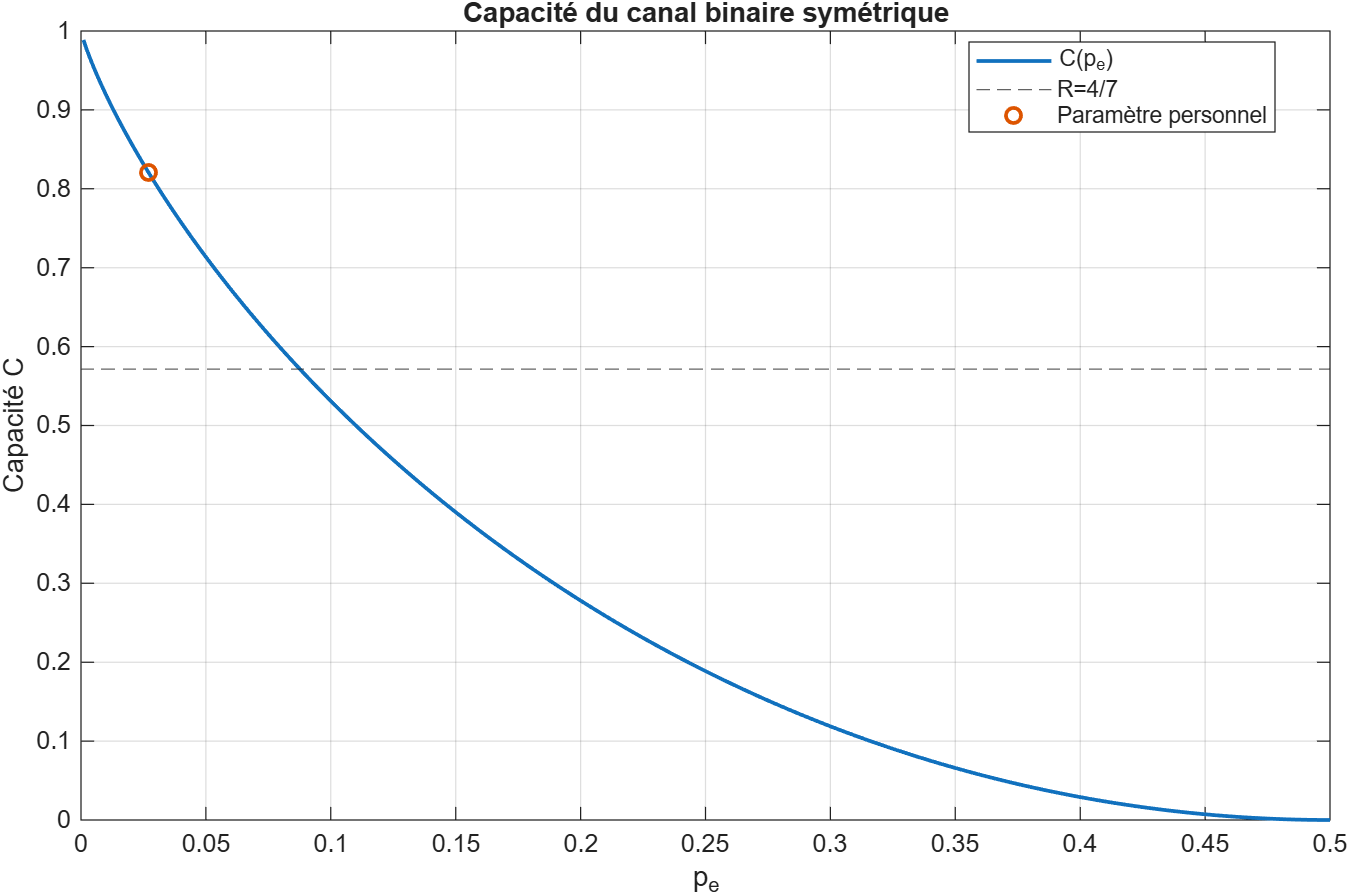 Capacité du canal binaire symétrique
C(pe)
R=4/7
Paramètre personnel
Capacité C
1
0.9
0.8
0.7
0.6
0.5
0.4
0.3
0.2
0.1
0
0 0.05 0.1 0.15 0.2 0.25 0.3 0.35 0.4 0.45 0.5
pe